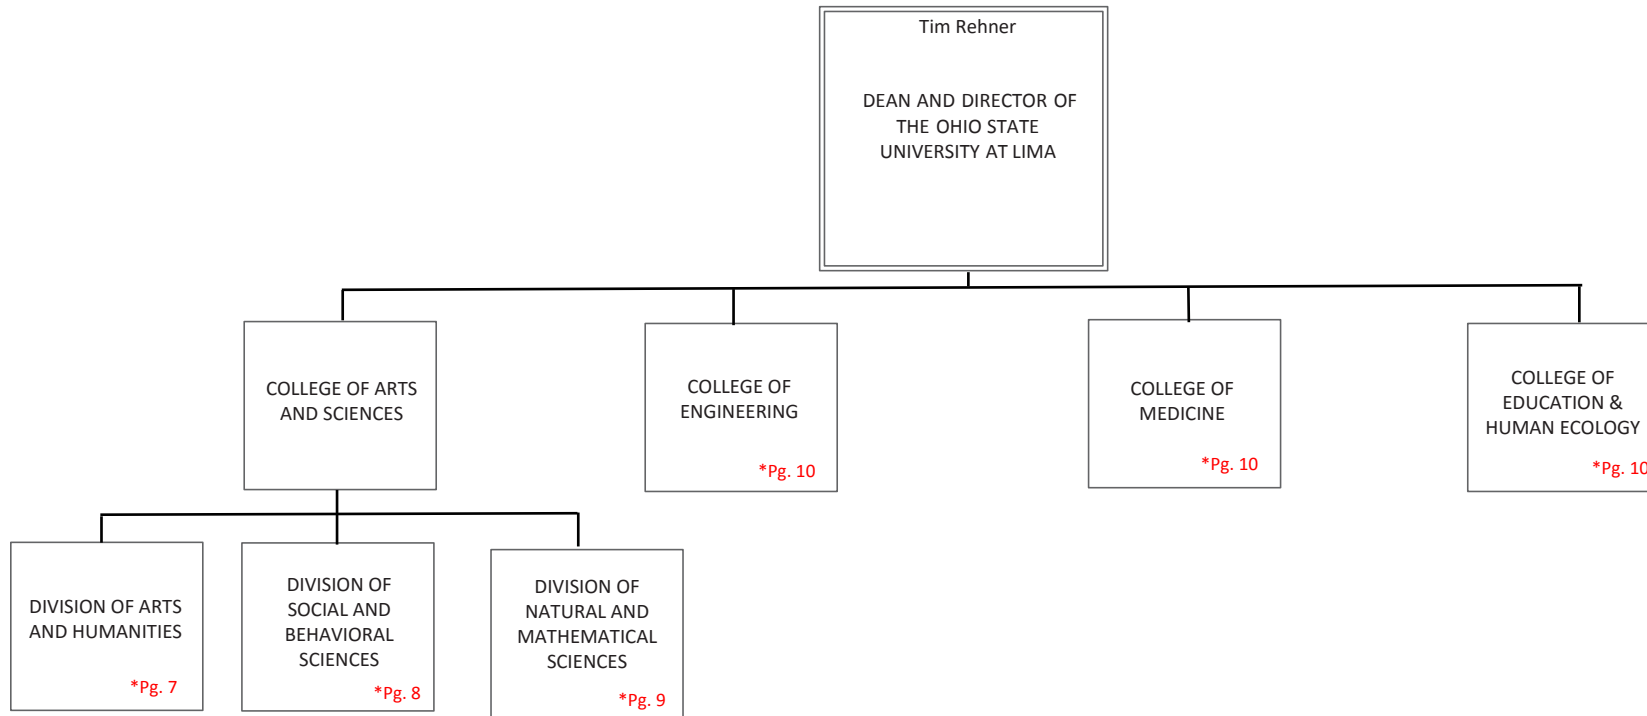 Tim Rehner
DEAN AND DIRECTOR OF
THE OHIO STATE
UNIVERSITY AT LIMA
COLLEGE OF ARTS
AND SCIENCES
COLLEGE OF
ENGINEERING
*Pg. 10
COLLEGE OF
MEDICINE
*Pg. 10
COLLEGE OF
EDUCATION &
HUMAN ECOLOGY
*Pg. 10
DIVISION OF ARTS
AND HUMANITIES
*Pg. 7
DIVISION OF
SOCIAL AND
BEHAVIORAL
SCIENCES
*Pg. 8
DIVISION OF
NATURAL AND
MATHEMATICAL
SCIENCES
*Pg. 9